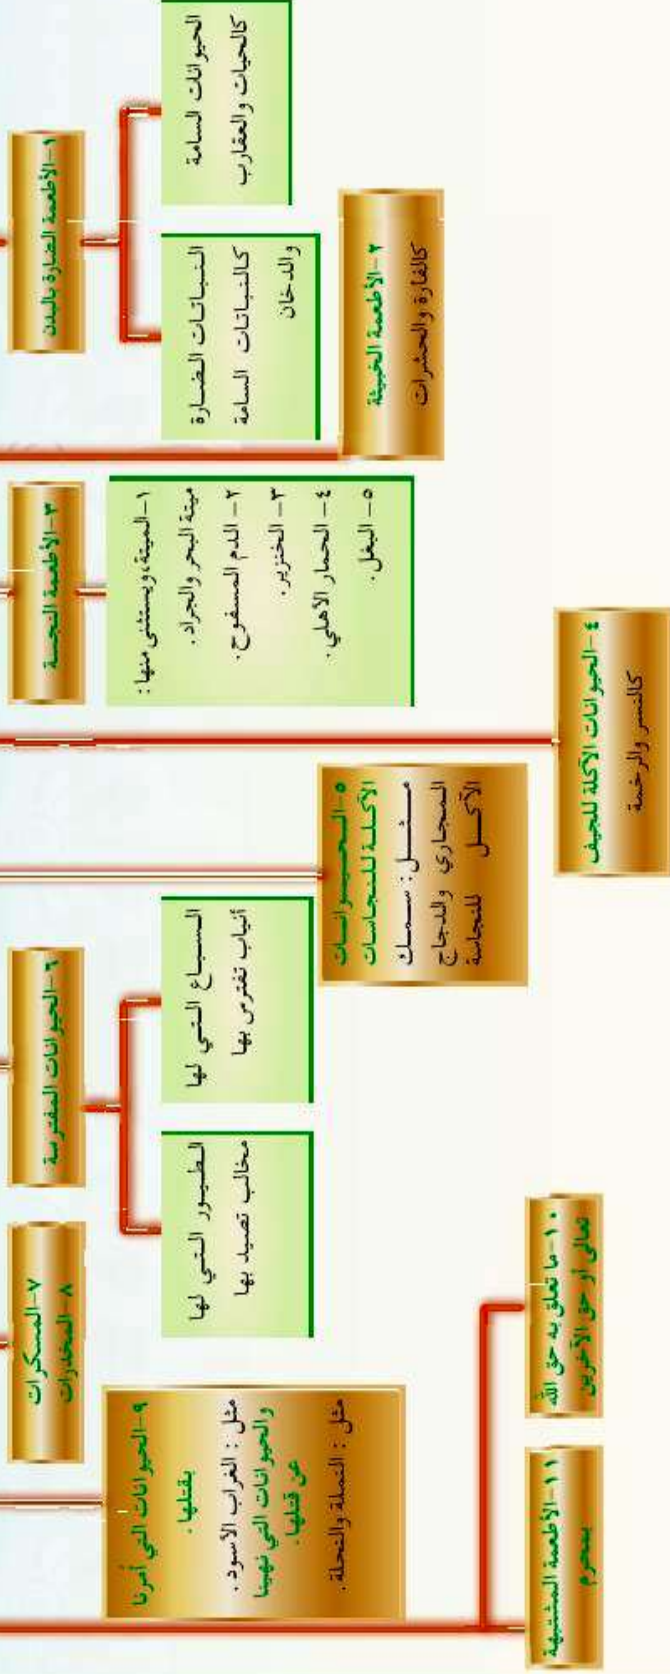 ١-الأطعمة الضارة بالبدن
الحيوانات السامة
كالحيات والعقارب
النباتات الضارة
كالنباتات السامة
والدخان
٢-الأطعمة الخبيثة
كالفأرة والحشرات
٣-الأطعمة النجسة
١-الميتة،ويستثنى منها:
ميتة البحر والجراد.
٢- الدم المسفوح.
٣- الخنزير.
٤- الحمار الأهلي.
٥- البغل.
٤-الحيوانات الآكلة للجيف
كالنسر والرخمة
٥-الحيوانات
الآكلة للنجاسات
مثل: سمك
المجاري والدجاج
الآكل للنجاسة
٦-الحيوانات المفترسة
السباع التي لها
أنياب تفترس بها
الطيور التي لها
مخالب تصيد بها
٧-المسكرات
٨-المخدرات
٩-الحيوانات التي أمرنا
بقتلها.
مثل: الغراب الأسود.
والحيوانات التي نهينا
عن قتلها.
مثل: النملة والنحلة.
١٠-ما تعلق به حق الله
تعالى أو حق الآخرين
١١-الأطعمة المشتبهة
بمحرم